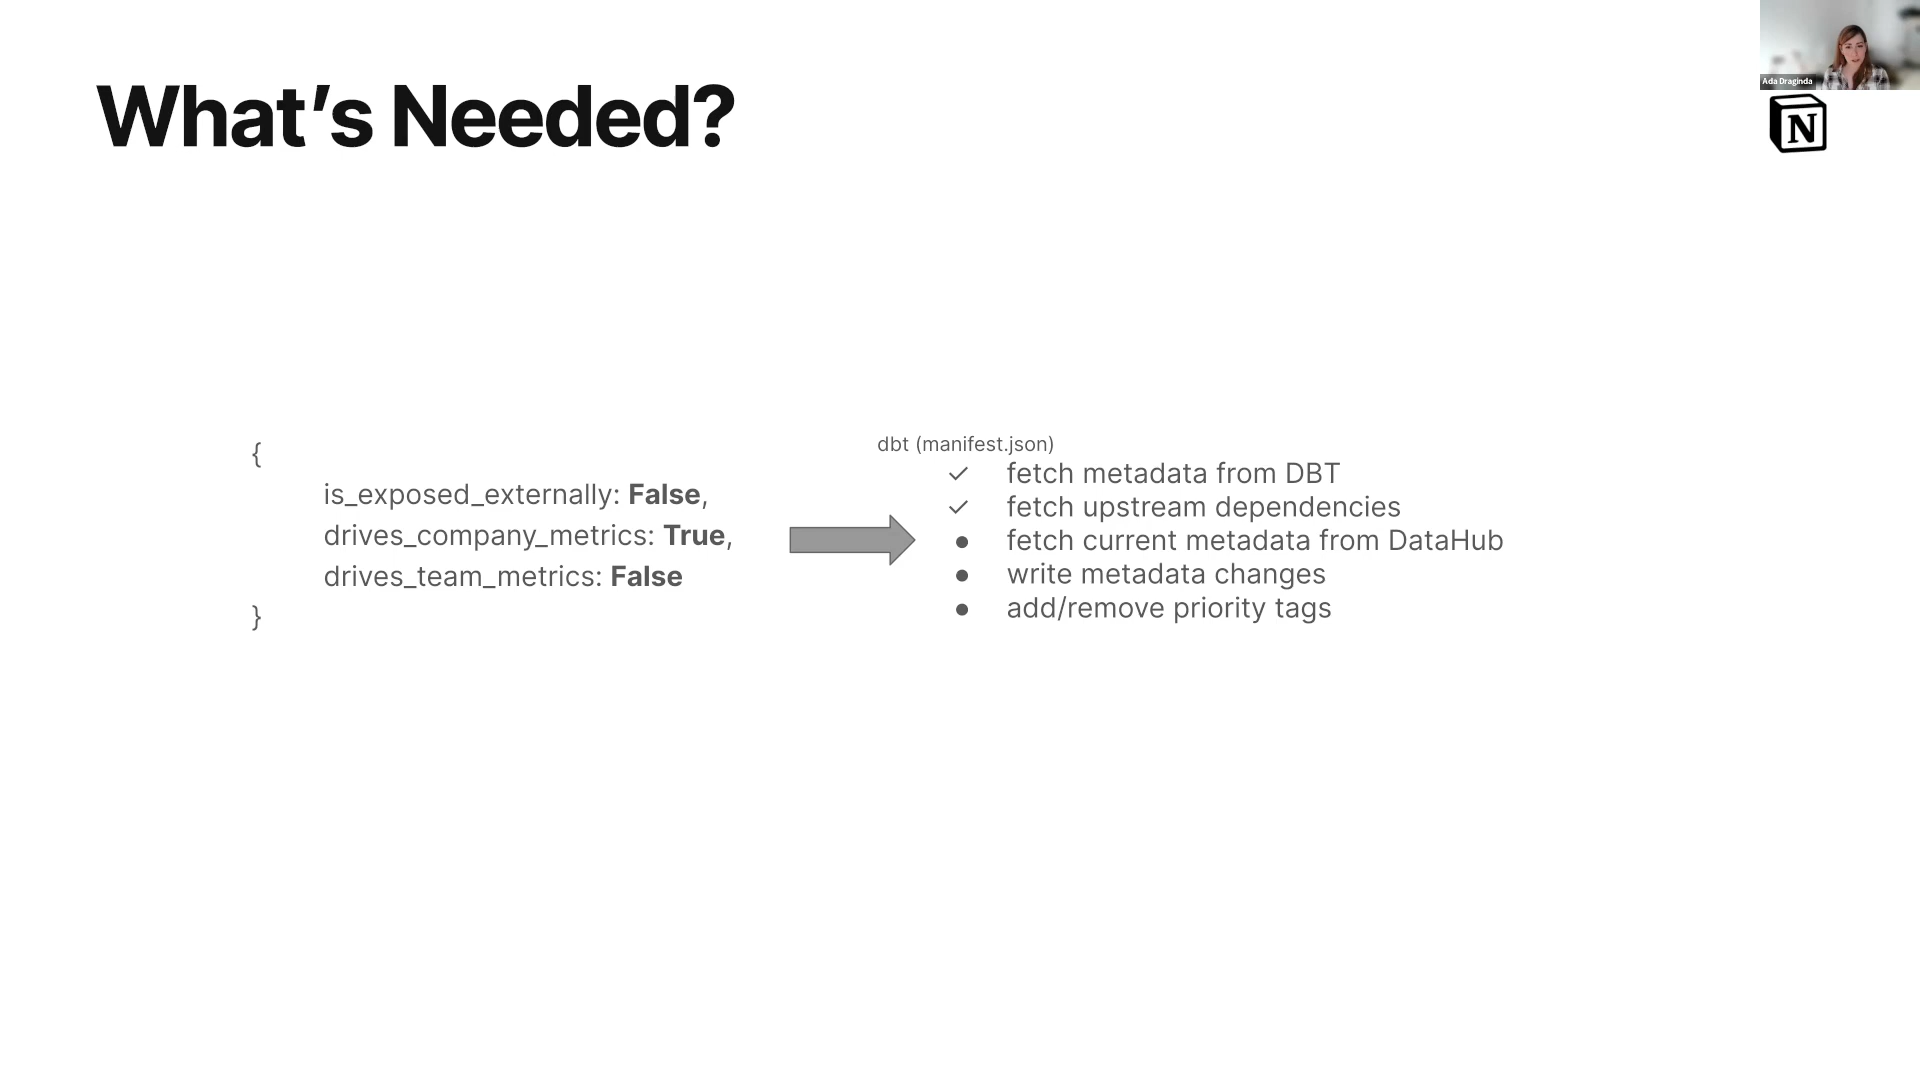 Ada Draginda
N
What's Needed?
{
is_exposed_externally: False,
drives_company_metrics: True,
drives_team_metrics: False
}
dbt (manifest.json)
✓ fetch metadata from DBT
✓ fetch upstream dependencies
● fetch current metadata from DataHub
● write metadata changes
● add/remove priority tags